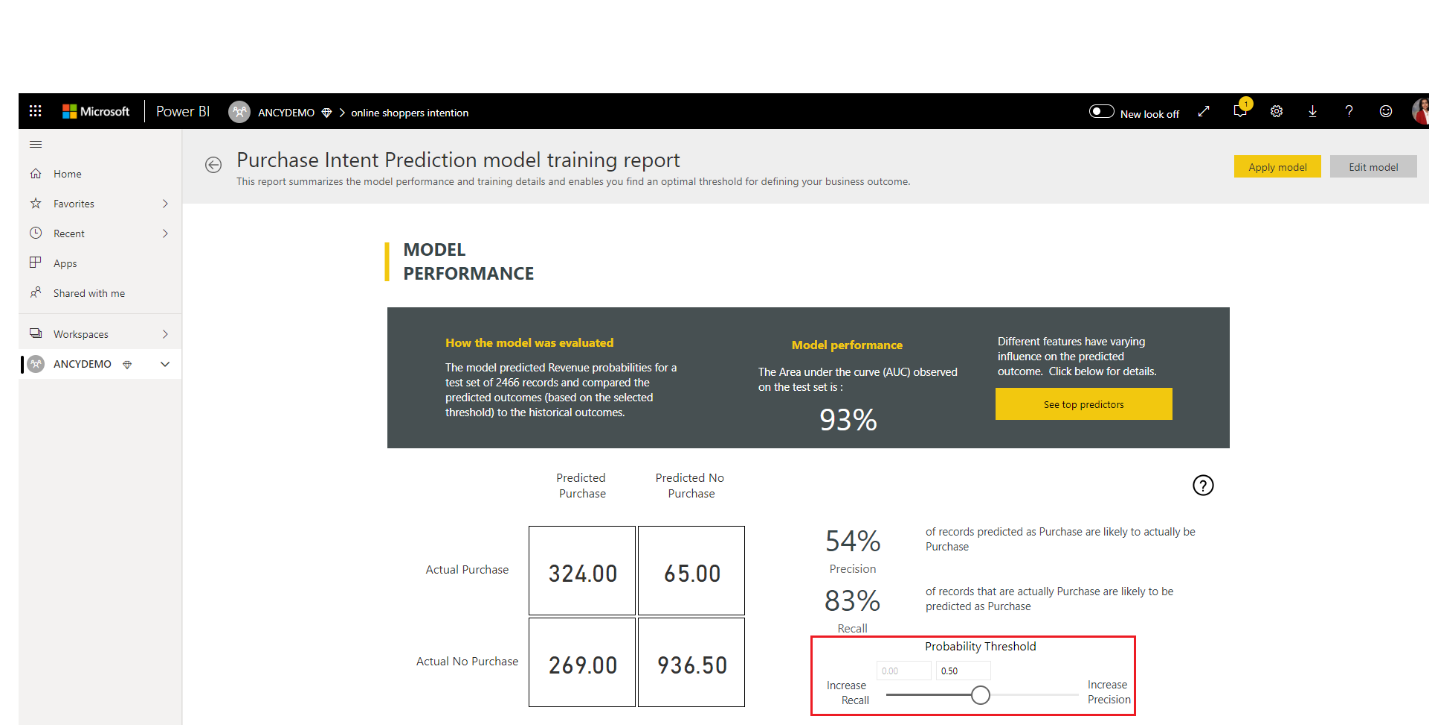 Microsoft Power BI ANCYDEMO > online shoppers intention New look off 1 ?
Home
Favorites
Recent
Apps
Shared with me
Workspaces
ANCYDEMO
Purchase Intent Prediction model training report
This report summarizes the model performance and training details and enables you find an optimal threshold for defining your business outcome.
Apply model Edit model
MODEL
PERFORMANCE
How the model was evaluated
The model predicted Revenue probabilities for a
test set of 2466 records and compared the
predicted outcomes (based on the selected
threshold) to the historical outcomes.
Model performance
The Area under the curve (AUC) observed
on the test set is :
93%
Different features have varying
influence on the predicted
outcome. Click below for details.
See top predictors
Predicted
Purchase
Predicted No
Purchase
?
Actual Purchase 324.00 65.00
Actual No Purchase 269.00 936.50
54%
Precision
of records predicted as Purchase are likely to actually be
Purchase
83%
Recall
of records that are actually Purchase are likely to be
predicted as Purchase
Probability Threshold
0.00 0.50
Increase
Recall
Increase
Precision